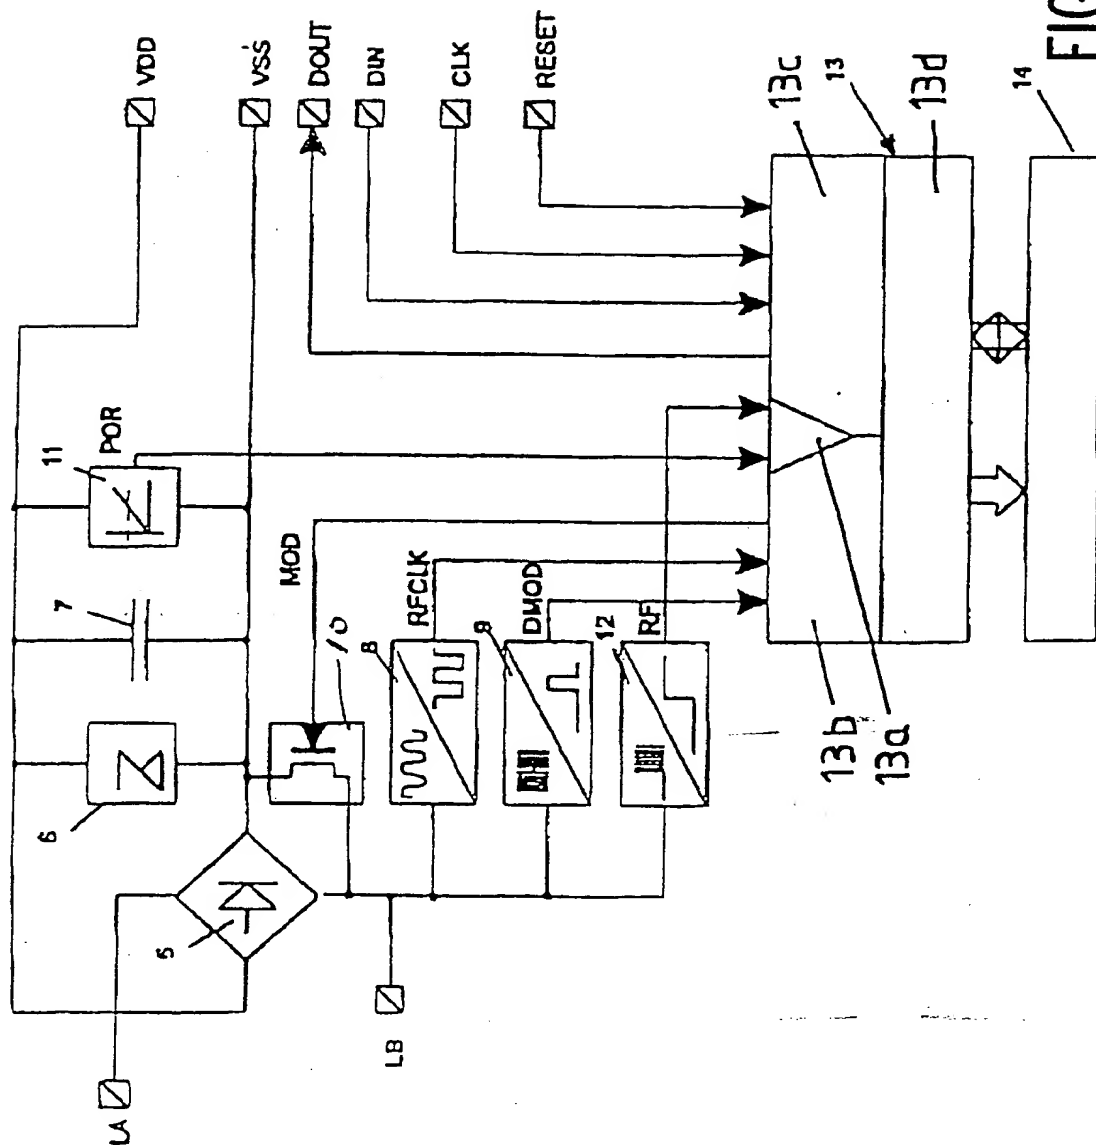 VDD
VSS
DOUT
DIN
CLK
RESET
11
POR
7
6
5
LA
LB
MOD
10
RFCLK
8
DMOD
9
RF
12
13c
13
13d
13b
13a
14
FIG